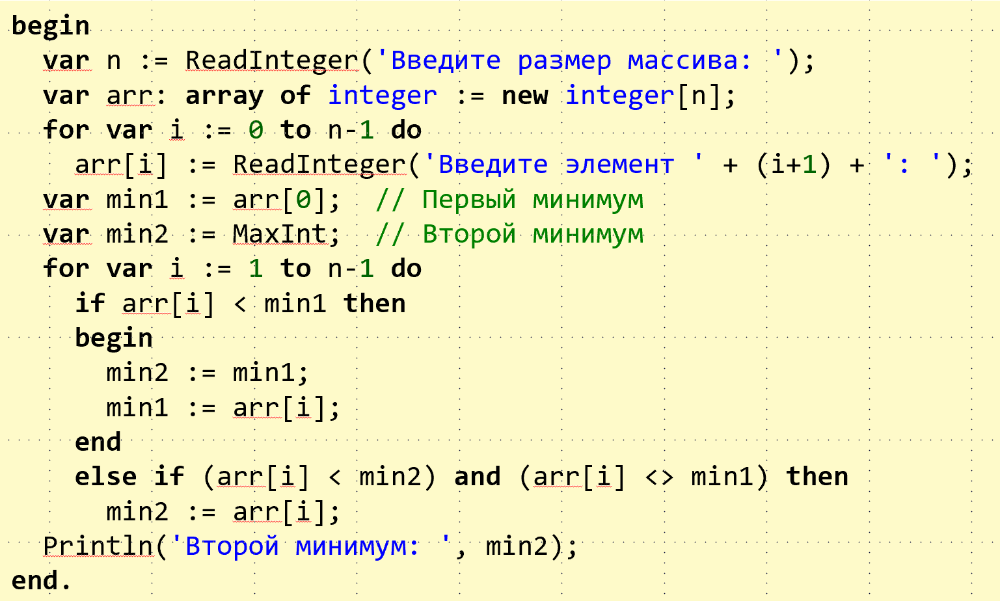 begin
  var n := ReadInteger('Введите размер массива: ');
  var arr: array of integer := new integer[n];
  for var i := 0 to n-1 do
    arr[i] := ReadInteger('Введите элемент ' + (i+1) + ': ');
  var min1 := arr[0];  // Первый минимум
  var min2 := MaxInt;  // Второй минимум
  for var i := 1 to n-1 do
    if arr[i] < min1 then
    begin
      min2 := min1;
      min1 := arr[i];
    end
    else if (arr[i] < min2) and (arr[i] <> min1) then
      min2 := arr[i];
  Println('Второй минимум: ', min2);
end.